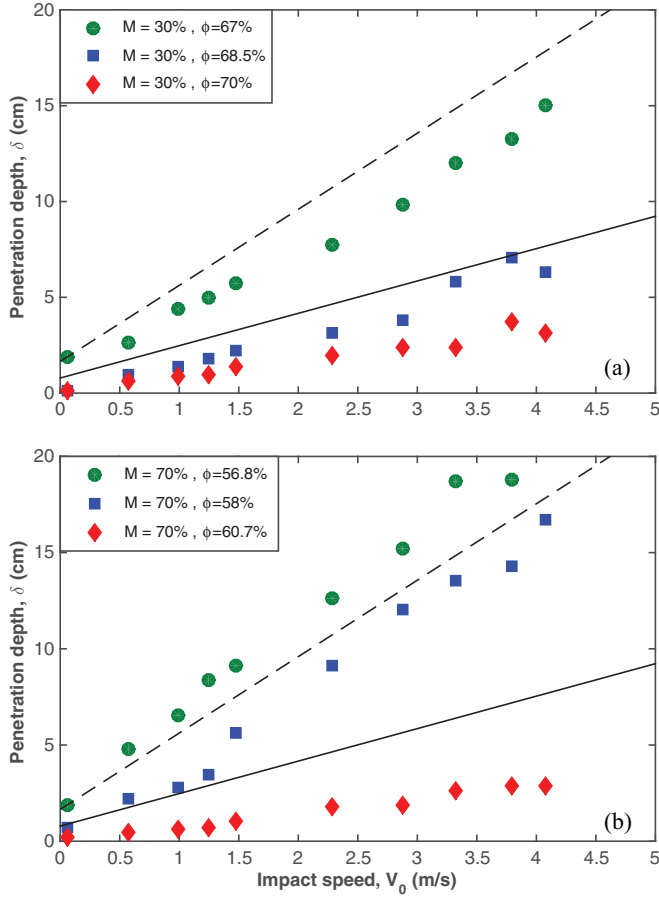 20
15
10
5
0
Penetration depth, δ (cm)
M = 30% , ϕ=67%
M = 30% , ϕ=68.5%
M = 30% , ϕ=70%
(a)
0 0.5 1 1.5 2 2.5 3 3.5 4 4.5 5
20
15
10
5
0
Penetration depth, δ (cm)
M = 70% , ϕ=56.8%
M = 70% , ϕ=58%
M = 70% , ϕ=60.7%
(b)
0 0.5 1 1.5 2 2.5 3 3.5 4 4.5 5
Impact speed, V0 (m/s)